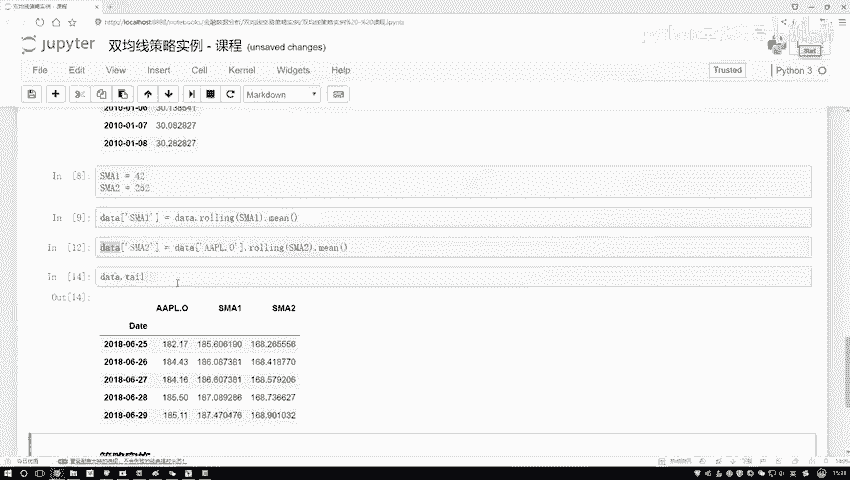 双均线策略实例 - 课程
jupyter 双均线策略实例 - 课程 (unsaved changes)
File Edit View Insert Cell Kernel Widgets Help
Trusted Python 3
Markdown
2010-01-06 30.138541
2010-01-07 30.082827
2010-01-08 30.282827
In [8]: SMA1 = 42
SMA2 = 252
In [9]: data['SMA1'] = data.rolling(SMA1).mean()
In [12]: data['SMA2'] = data['AAPL.O'].rolling(SMA2).mean()
In [14]: data.tail
Out[14]:
AAPL.O SMA1 SMA2
Date
2018-06-25 182.17 185.606190 168.265556
2018-06-26 184.43 186.087381 168.418770
2018-06-27 184.16 186.607381 168.579206
2018-06-28 185.50 187.089286 168.736627
2018-06-29 185.11 187.470476 168.901032